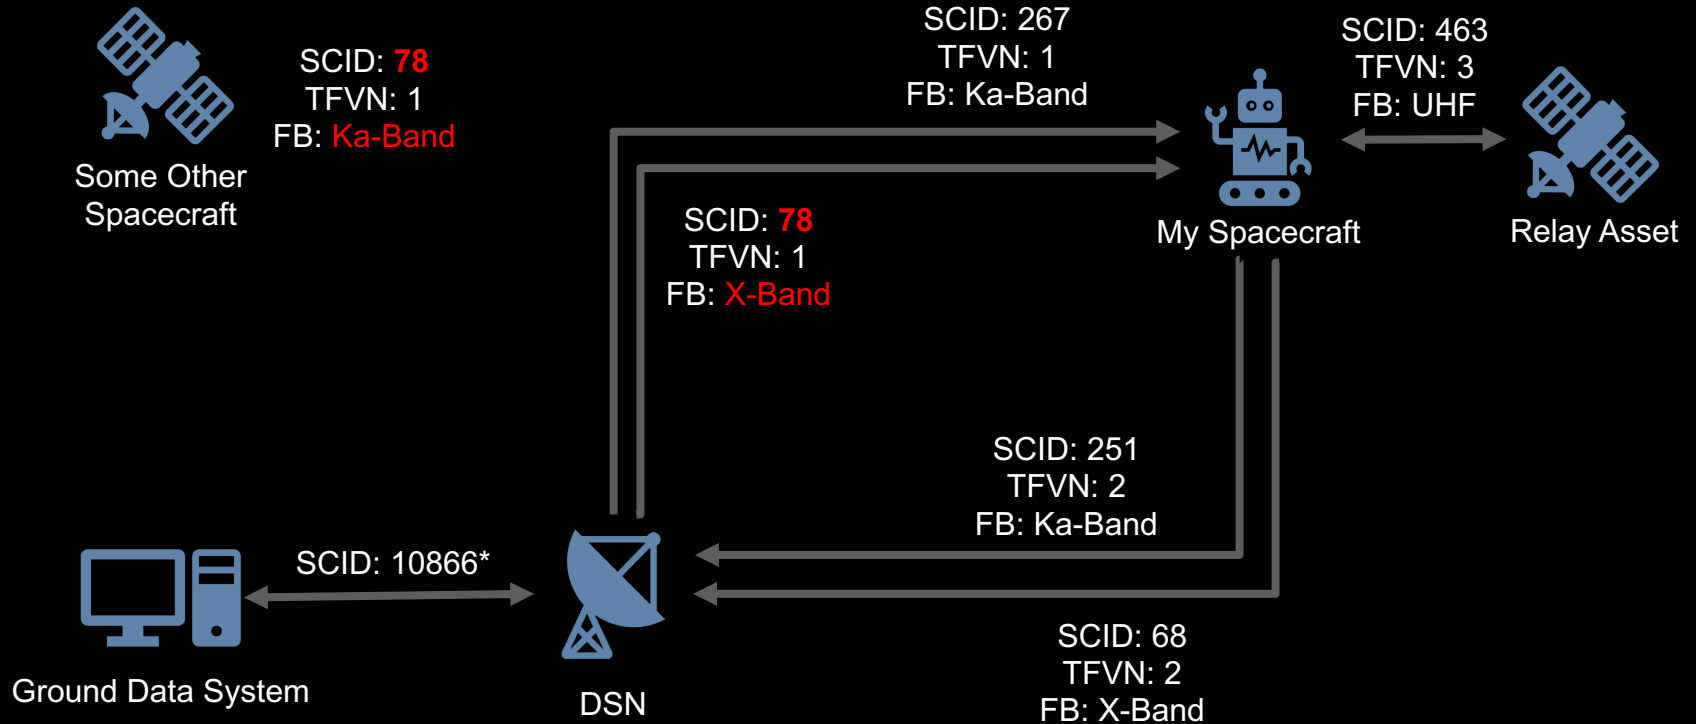 SCID: 78
TFVN: 1
FB: Ka-Band
Some Other
Spacecraft
SCID: 267
TFVN: 1
FB: Ka-Band
SCID: 463
TFVN: 3
FB: UHF
My Spacecraft
Relay Asset
SCID: 78
TFVN: 1
FB: X-Band
SCID: 251
TFVN: 2
FB: Ka-Band
SCID: 10866*
Ground Data System
DSN
SCID: 68
TFVN: 2
FB: X-Band